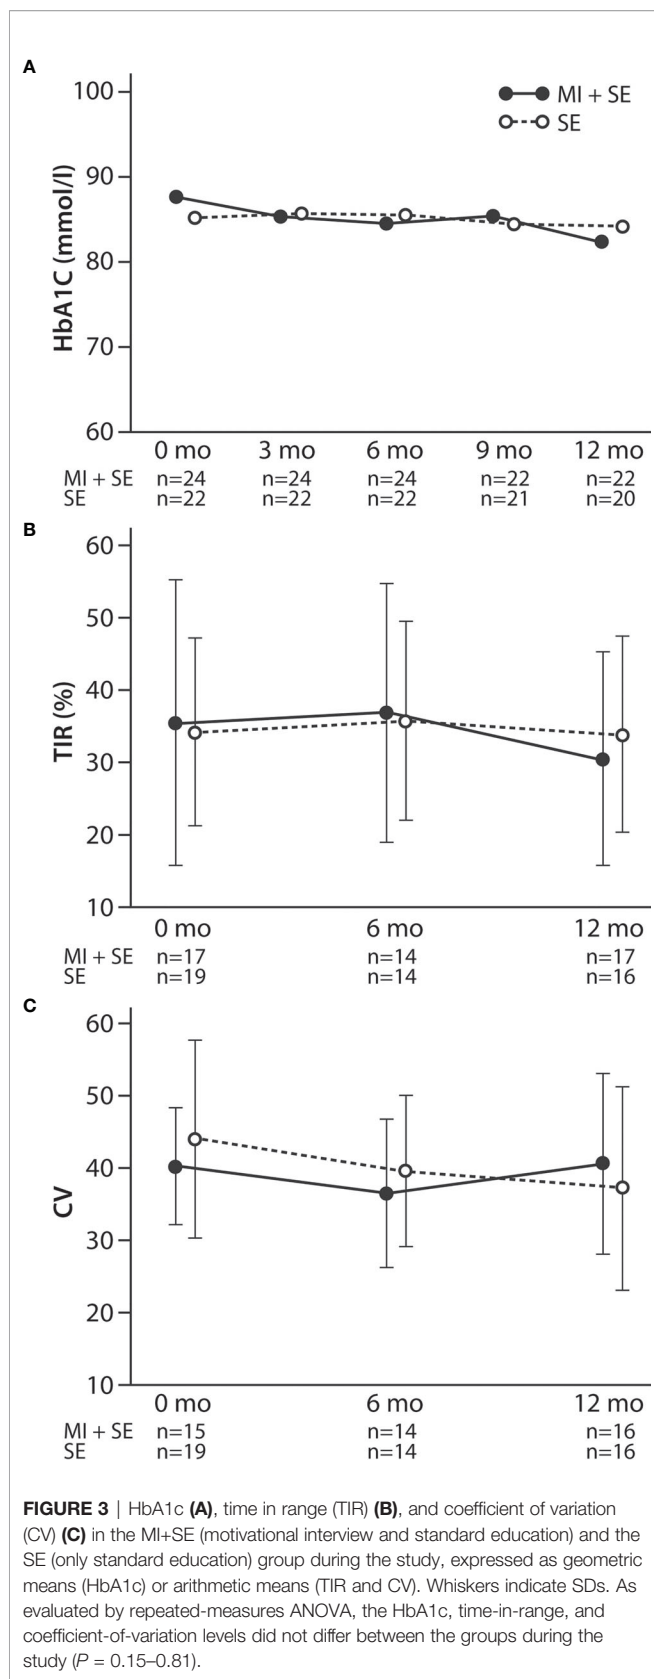 A
100
90
80
70
60
HbA1C (mmol/l)
MI + SE
SE
0 mo 3 mo 6 mo 9 mo 12 mo
MI + SE n=24 n=24 n=24 n=22 n=22
SE n=22 n=22 n=22 n=21 n=20
B
60
50
40
30
20
10
TIR (%)
0 mo 6 mo 12 mo
MI + SE n=17 n=14 n=17
SE n=19 n=14 n=16
C
60
50
40
30
20
10
CV
0 mo 6 mo 12 mo
MI + SE n=15 n=14 n=16
SE n=19 n=14 n=16
FIGURE 3 | HbA1c (A), time in range (TIR) (B), and coefficient of variation
(CV) (C) in the MI+SE (motivational interview and standard education) and the
SE (only standard education) group during the study, expressed as geometric
means (HbA1c) or arithmetic means (TIR and CV). Whiskers indicate SDs. As
evaluated by repeated-measures ANOVA, the HbA1c, time-in-range, and
coefficient-of-variation levels did not differ between the groups during the
study (P = 0.15–0.81).